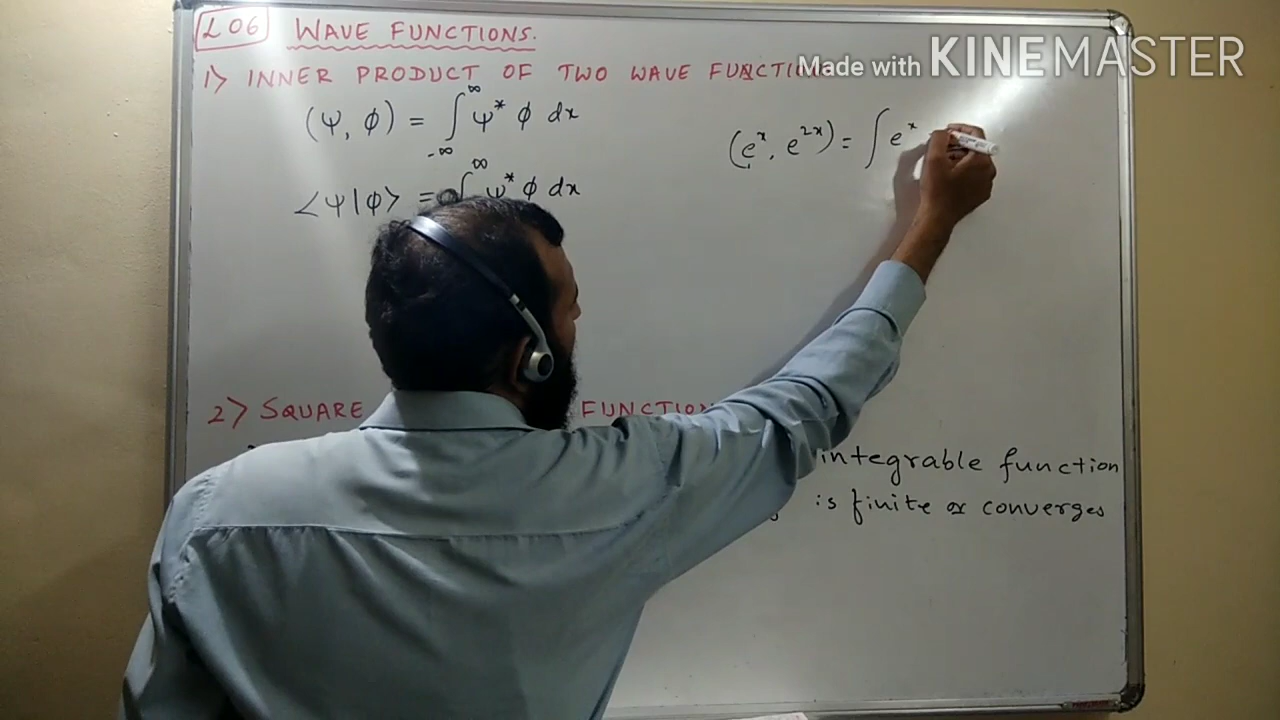 L06 WAVE FUNCTIONS.
1) INNER PRODUCT OF TWO WAVE FUNCTIONS
Made with KINEMASTER
(ψ, ϕ) = ∫_{-∞}^{∞} ψ* ϕ dx
(e^x, e^{2x}) = ∫ e^x
⟨ψ|ϕ⟩ = ∫^{∞} ψ* ϕ dx
2) SQUARE FUNCTION
integrable function
is finite or converges